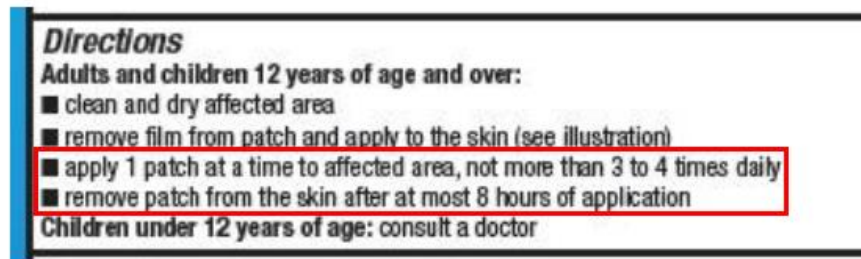 Directions
Adults and children 12 years of age and over:
■ clean and dry affected area
■ remove film from patch and apply to the skin (see illustration)
■ apply 1 patch at a time to affected area, not more than 3 to 4 times daily
■ remove patch from the skin after at most 8 hours of application
Children under 12 years of age: consult a doctor